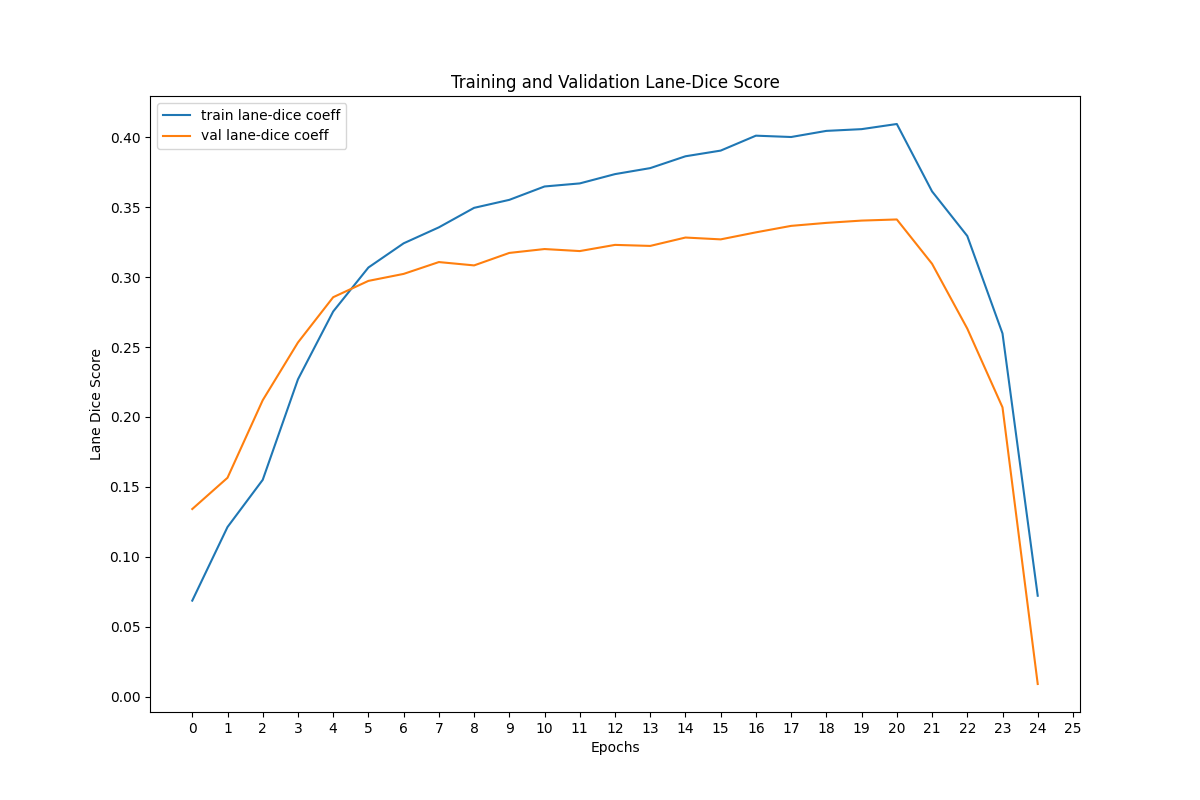 Training and Validation Lane-Dice Score
train lane-dice coeff
val lane-dice coeff
Lane Dice Score
0.40
0.35
0.30
0.25
0.20
0.15
0.10
0.05
0.00
0 1 2 3 4 5 6 7 8 9 10 11 12 13 14 15 16 17 18 19 20 21 22 23 24 25
Epochs